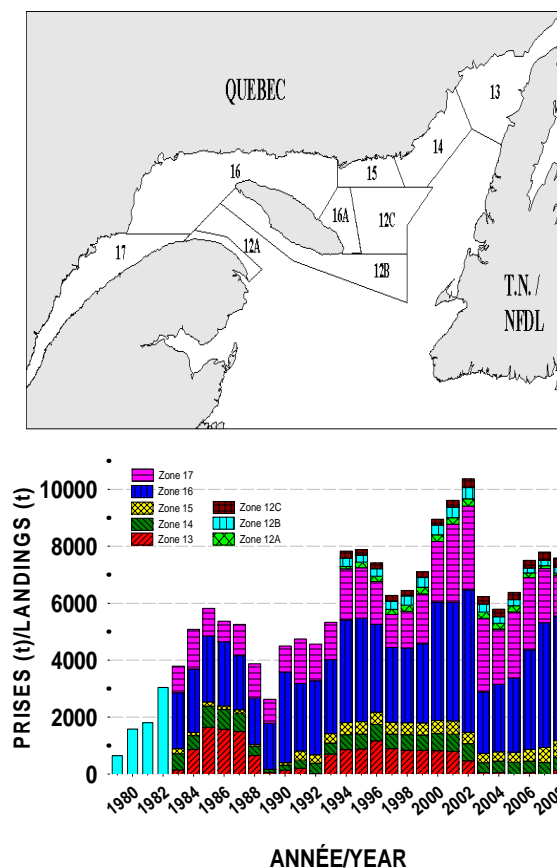 QUEBEC
13
14
15
16
16A
12C
17
12A
12B
T.N. /
NFDL
PRISES (t)/LANDINGS (t)
10000
8000
6000
4000
2000
0
Zone 17
Zone 16
Zone 15
Zone 14
Zone 13
Zone 12C
Zone 12B
Zone 12A
1980
1982
1984
1986
1988
1990
1992
1994
1996
1998
2000
2002
2004
2006
ANNÉE/YEAR